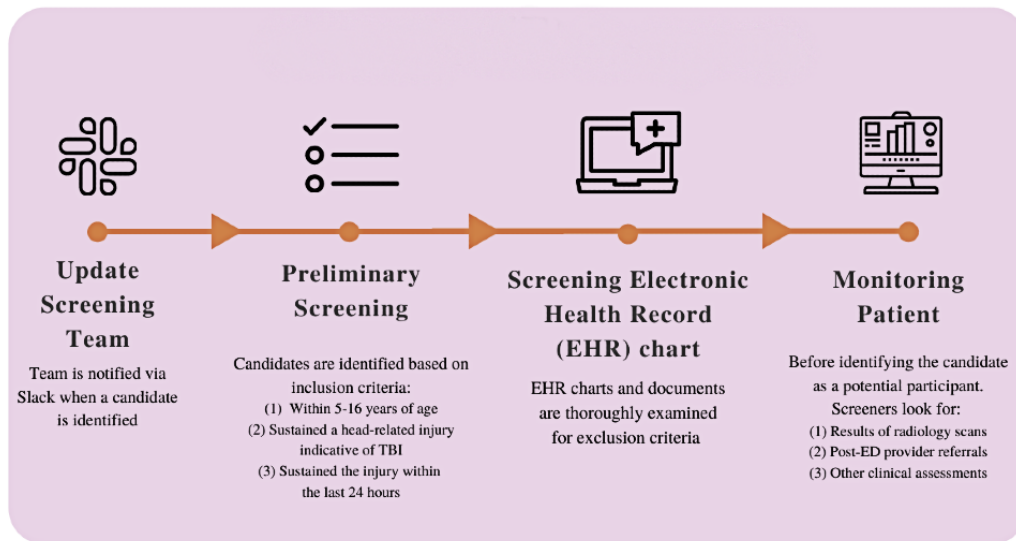 Update
Screening
Team
Team is notified via
Slack when a candidate
is identified
Preliminary
Screening
Candidates are identified based on
inclusion criteria:
(1) Within 5-16 years of age
(2) Sustained a head-related injury
indicative of TBI
(3) Sustained the injury within
the last 24 hours
Screening Electronic
Health Record
(EHR) chart
EHR charts and documents
are thoroughly examined
for exclusion criteria
Monitoring
Patient
Before identifying the candidate
as a potential participant.
Screeners look for:
(1) Results of radiology scans
(2) Post-ED provider referrals
(3) Other clinical assessments